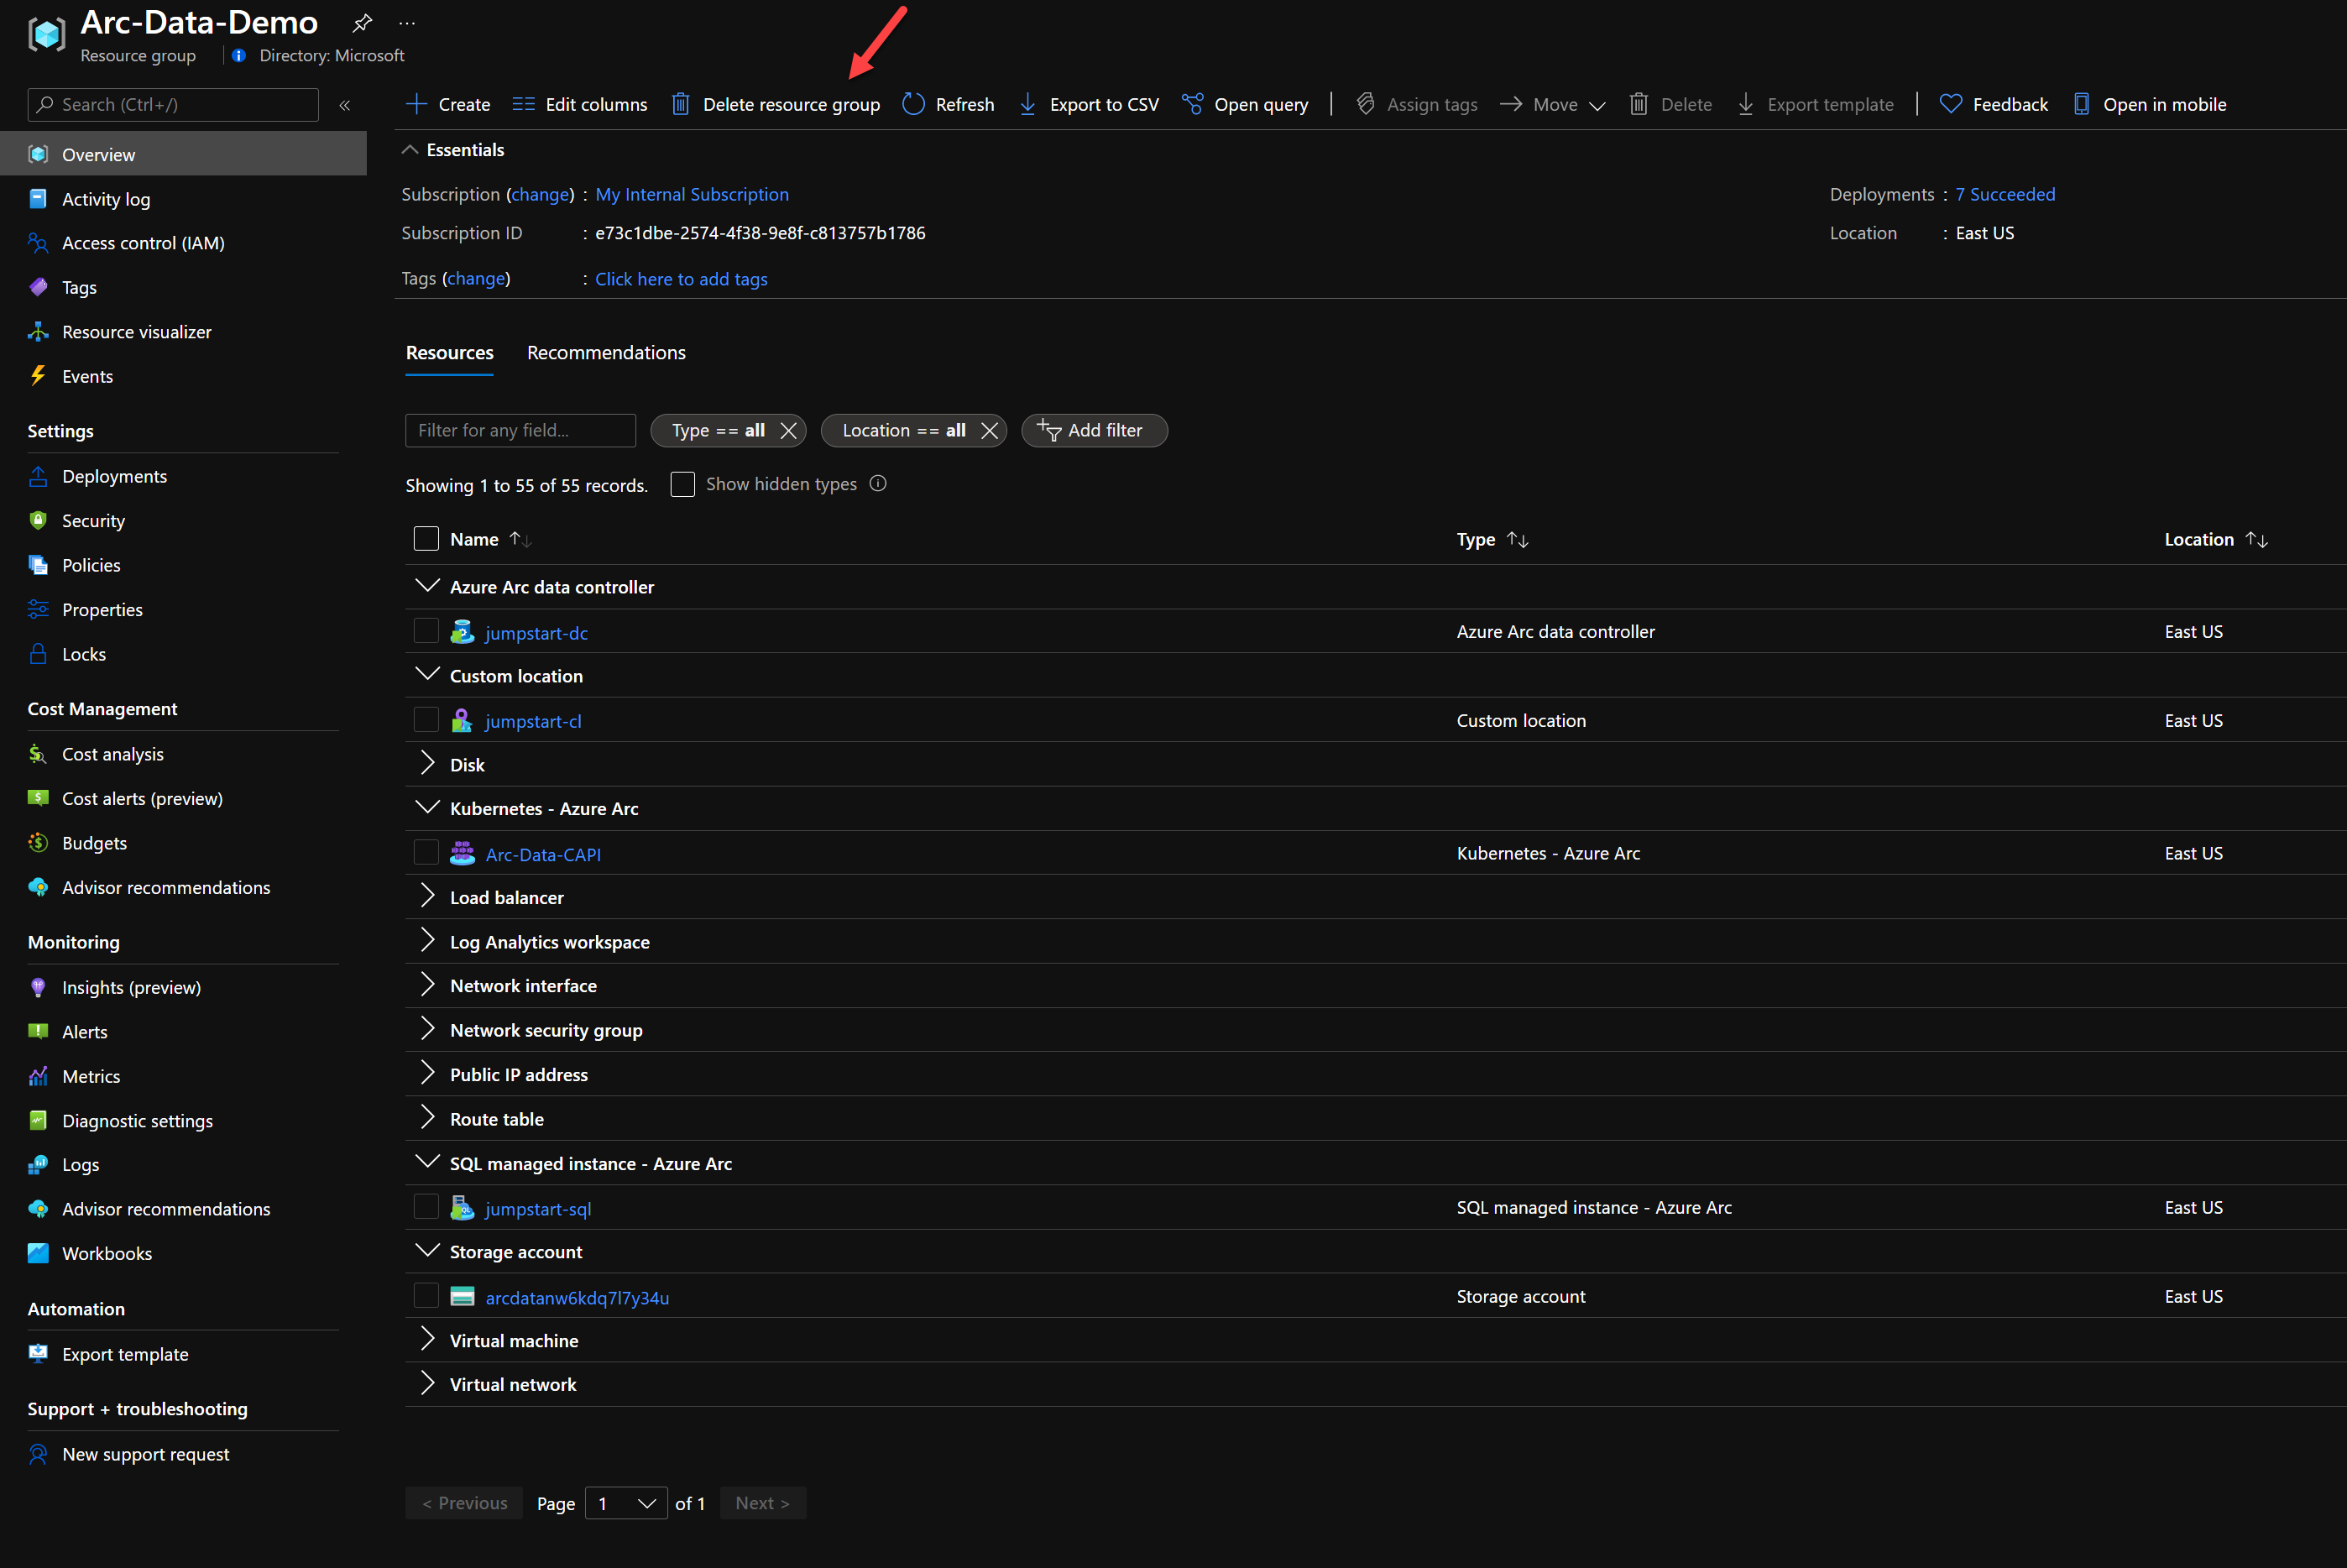 Arc-Data-Demo
Resource group
Directory: Microsoft
Search (Ctrl+/)
«
Overview
Activity log
Access control (IAM)
Tags
Resource visualizer
Events
Settings
Deployments
Security
Policies
Properties
Locks
Cost Management
Cost analysis
Cost alerts (preview)
Budgets
Advisor recommendations
Monitoring
Insights (preview)
Alerts
Metrics
Diagnostic settings
Logs
Advisor recommendations
Workbooks
Automation
Export template
Support + troubleshooting
New support request
Create Edit columns Delete resource group Refresh Export to CSV Open query Assign tags Move Delete Export template Feedback Open in mobile
Essentials
Subscription (change) : My Internal Subscription
Subscription ID : e73c1dbe-2574-4f38-9e8f-c813757b1786
Tags (change) : Click here to add tags
Deployments : 7 Succeeded
Location : East US
Resources Recommendations
Filter for any field... Type == all Location == all Add filter
Showing 1 to 55 of 55 records. Show hidden types
Name Type Location
Azure Arc data controller
jumpstart-dc Azure Arc data controller East US
Custom location
jumpstart-cl Custom location East US
Disk
Kubernetes - Azure Arc
Arc-Data-CAPI Kubernetes - Azure Arc East US
Load balancer
Log Analytics workspace
Network interface
Network security group
Public IP address
Route table
SQL managed instance - Azure Arc
jumpstart-sql SQL managed instance - Azure Arc East US
Storage account
arcdatanw6kdq7l7y34u Storage account East US
Virtual machine
Virtual network
< Previous Page 1 of 1 Next >